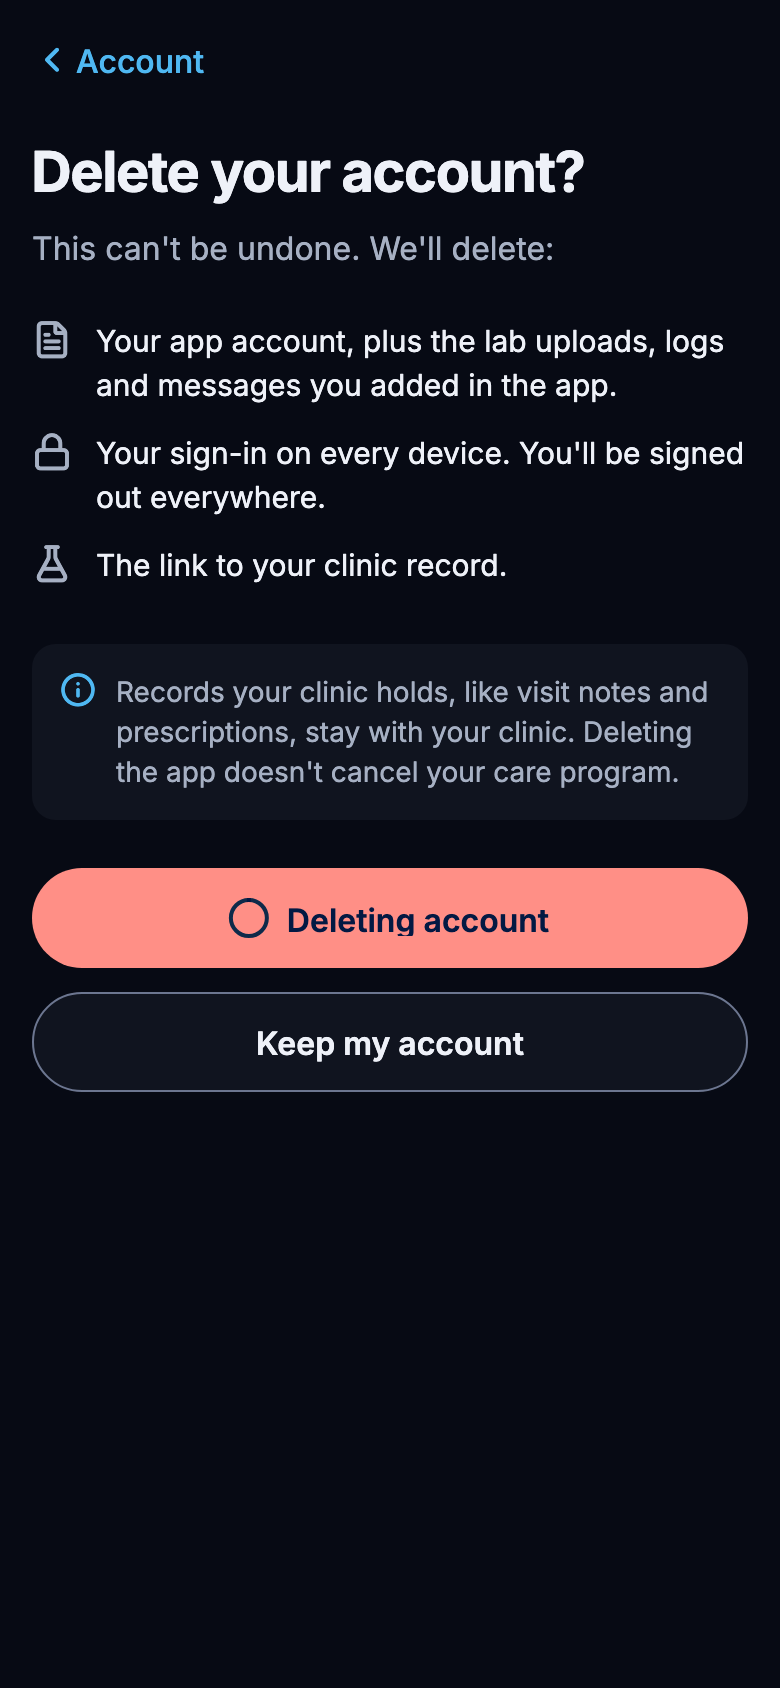 Account
Delete your account?
This can't be undone. We'll delete:
Your app account, plus the lab uploads, logs
and messages you added in the app.
Your sign-in on every device. You'll be signed
out everywhere.
The link to your clinic record.
Records your clinic holds, like visit notes and
prescriptions, stay with your clinic. Deleting
the app doesn't cancel your care program.
Deleting account
Keep my account